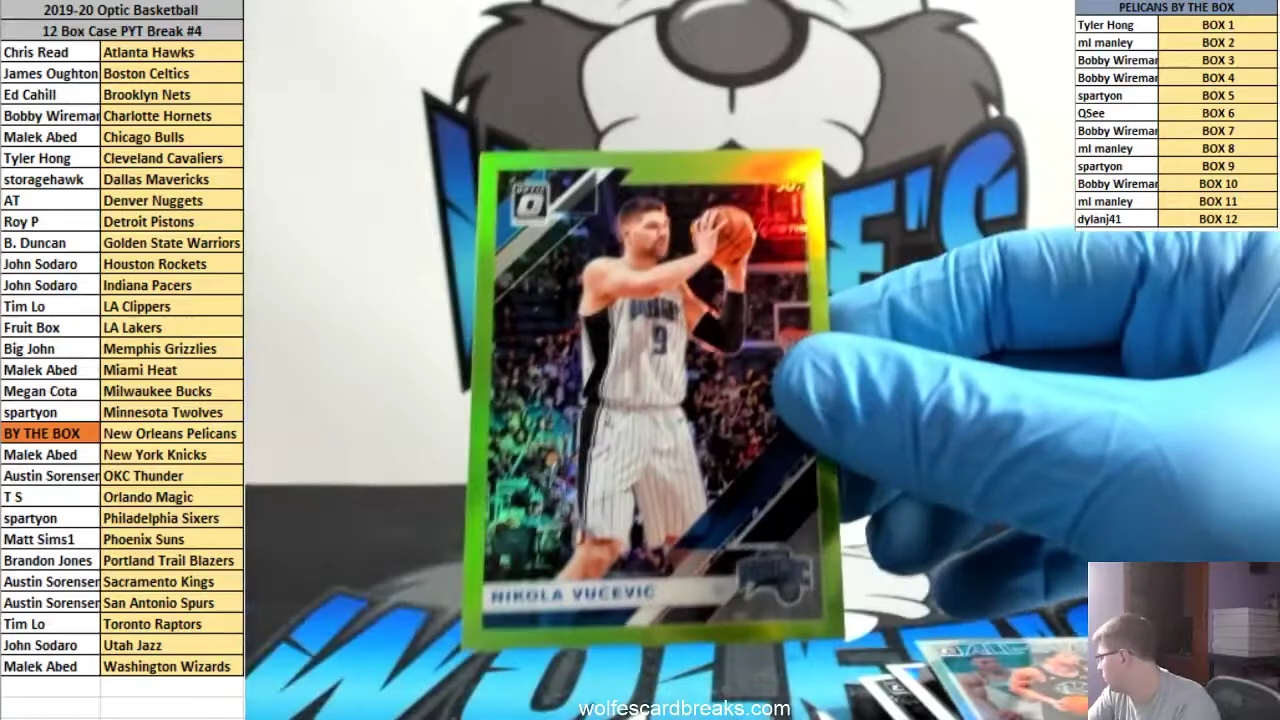 2019-20 Optic Basketball
12 Box Case PYT Break #4
Chris Read Atlanta Hawks
James Oughton Boston Celtics
Ed Cahill Brooklyn Nets
Bobby Wireman Charlotte Hornets
Malek Abed Chicago Bulls
Tyler Hong Cleveland Cavaliers
storagehawk Dallas Mavericks
AT Denver Nuggets
Roy P Detroit Pistons
B. Duncan Golden State Warriors
John Sodaro Houston Rockets
John Sodaro Indiana Pacers
Tim Lo LA Clippers
Fruit Box LA Lakers
Big John Memphis Grizzlies
Malek Abed Miami Heat
Megan Cota Milwaukee Bucks
spartyon Minnesota Twolves
BY THE BOX New Orleans Pelicans
Malek Abed New York Knicks
Austin Sorensen OKC Thunder
T S Orlando Magic
spartyon Philadelphia Sixers
Matt Sims1 Phoenix Suns
Brandon Jones Portland Trail Blazers
Austin Sorensen Sacramento Kings
Austin Sorensen San Antonio Spurs
Tim Lo Toronto Raptors
John Sodaro Utah Jazz
Malek Abed Washington Wizards
PELICANS BY THE BOX
Tyler Hong BOX 1
ml manley BOX 2
Bobby Wireman BOX 3
Bobby Wireman BOX 4
spartyon BOX 5
QSee BOX 6
Bobby Wireman BOX 7
ml manley BOX 8
spartyon BOX 9
Bobby Wireman BOX 10
ml manley BOX 11
dylanj41 BOX 12
9
NIKOLA VUCEVIC
WOLFE'S
wolfescardbreaks.com